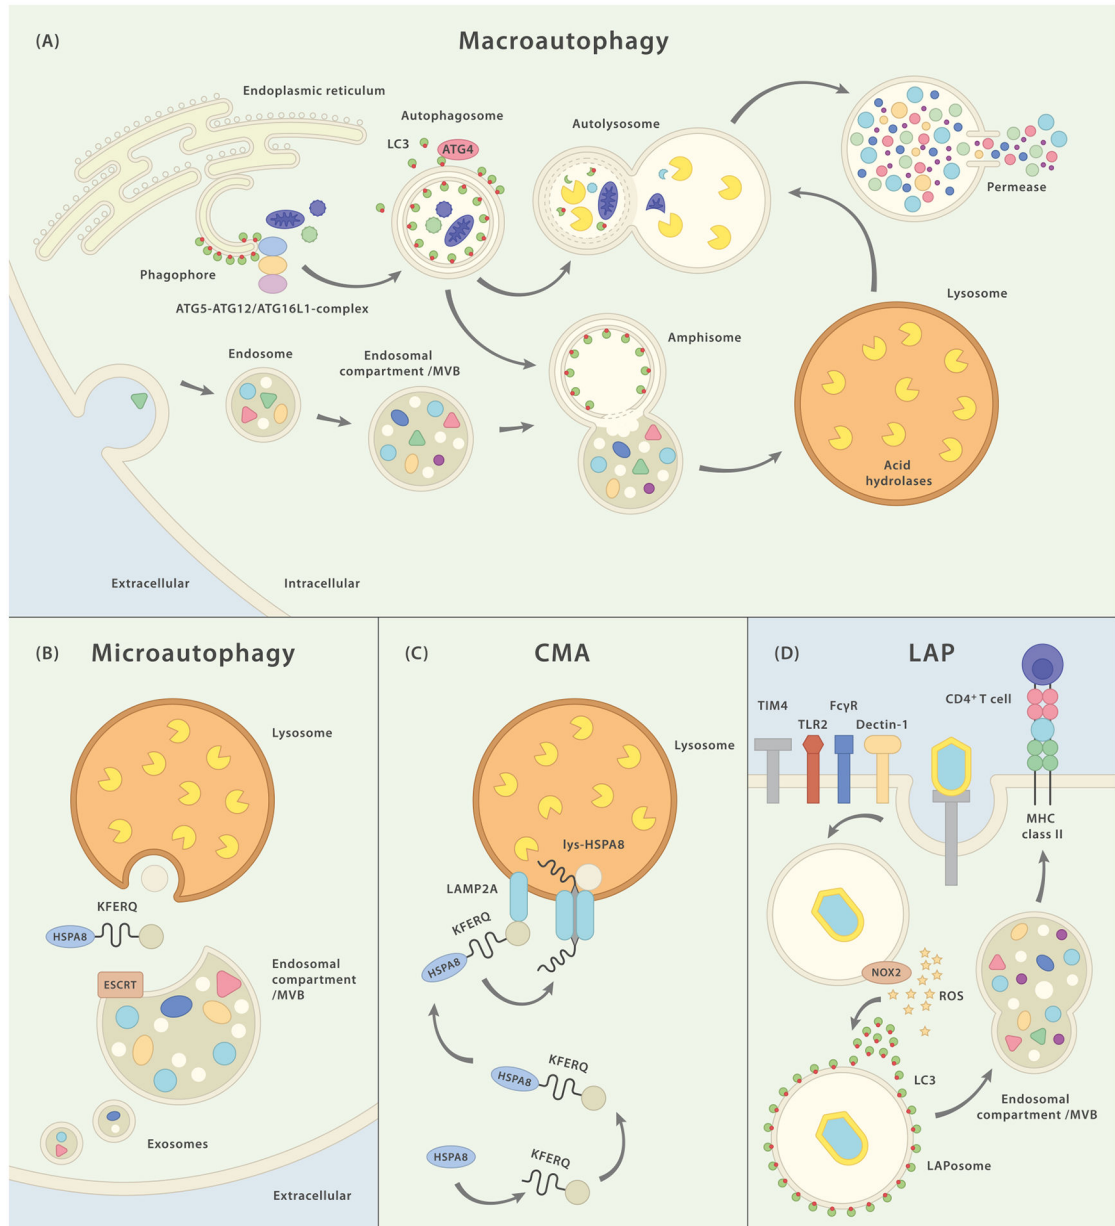 (A)
Macroautophagy
Endoplasmic reticulum
Autophagosome
LC3
ATG4
Autolysosome
Permease
Phagophore
ATG5-ATG12/ATG16L1-complex
Lysosome
Endosome
Endosomal
compartment /MVB
Amphisome
Acid
hydrolases
Extracellular
Intracellular
(B)
Microautophagy
Lysosome
KFERQ
HSPA8
ESCRT
Endosomal
compartment
/MVB
Exosomes
Extracellular
(C)
CMA
Lysosome
lys-HSPA8
LAMP2A
KFERQ
HSPA8
KFERQ
HSPA8
HSPA8
KFERQ
(D)
LAP
TIM4
TLR2
FcγR
Dectin-1
CD4⁺ T cell
MHC
class II
NOX2
ROS
LC3
Endosomal
compartment /MVB
LAPosome